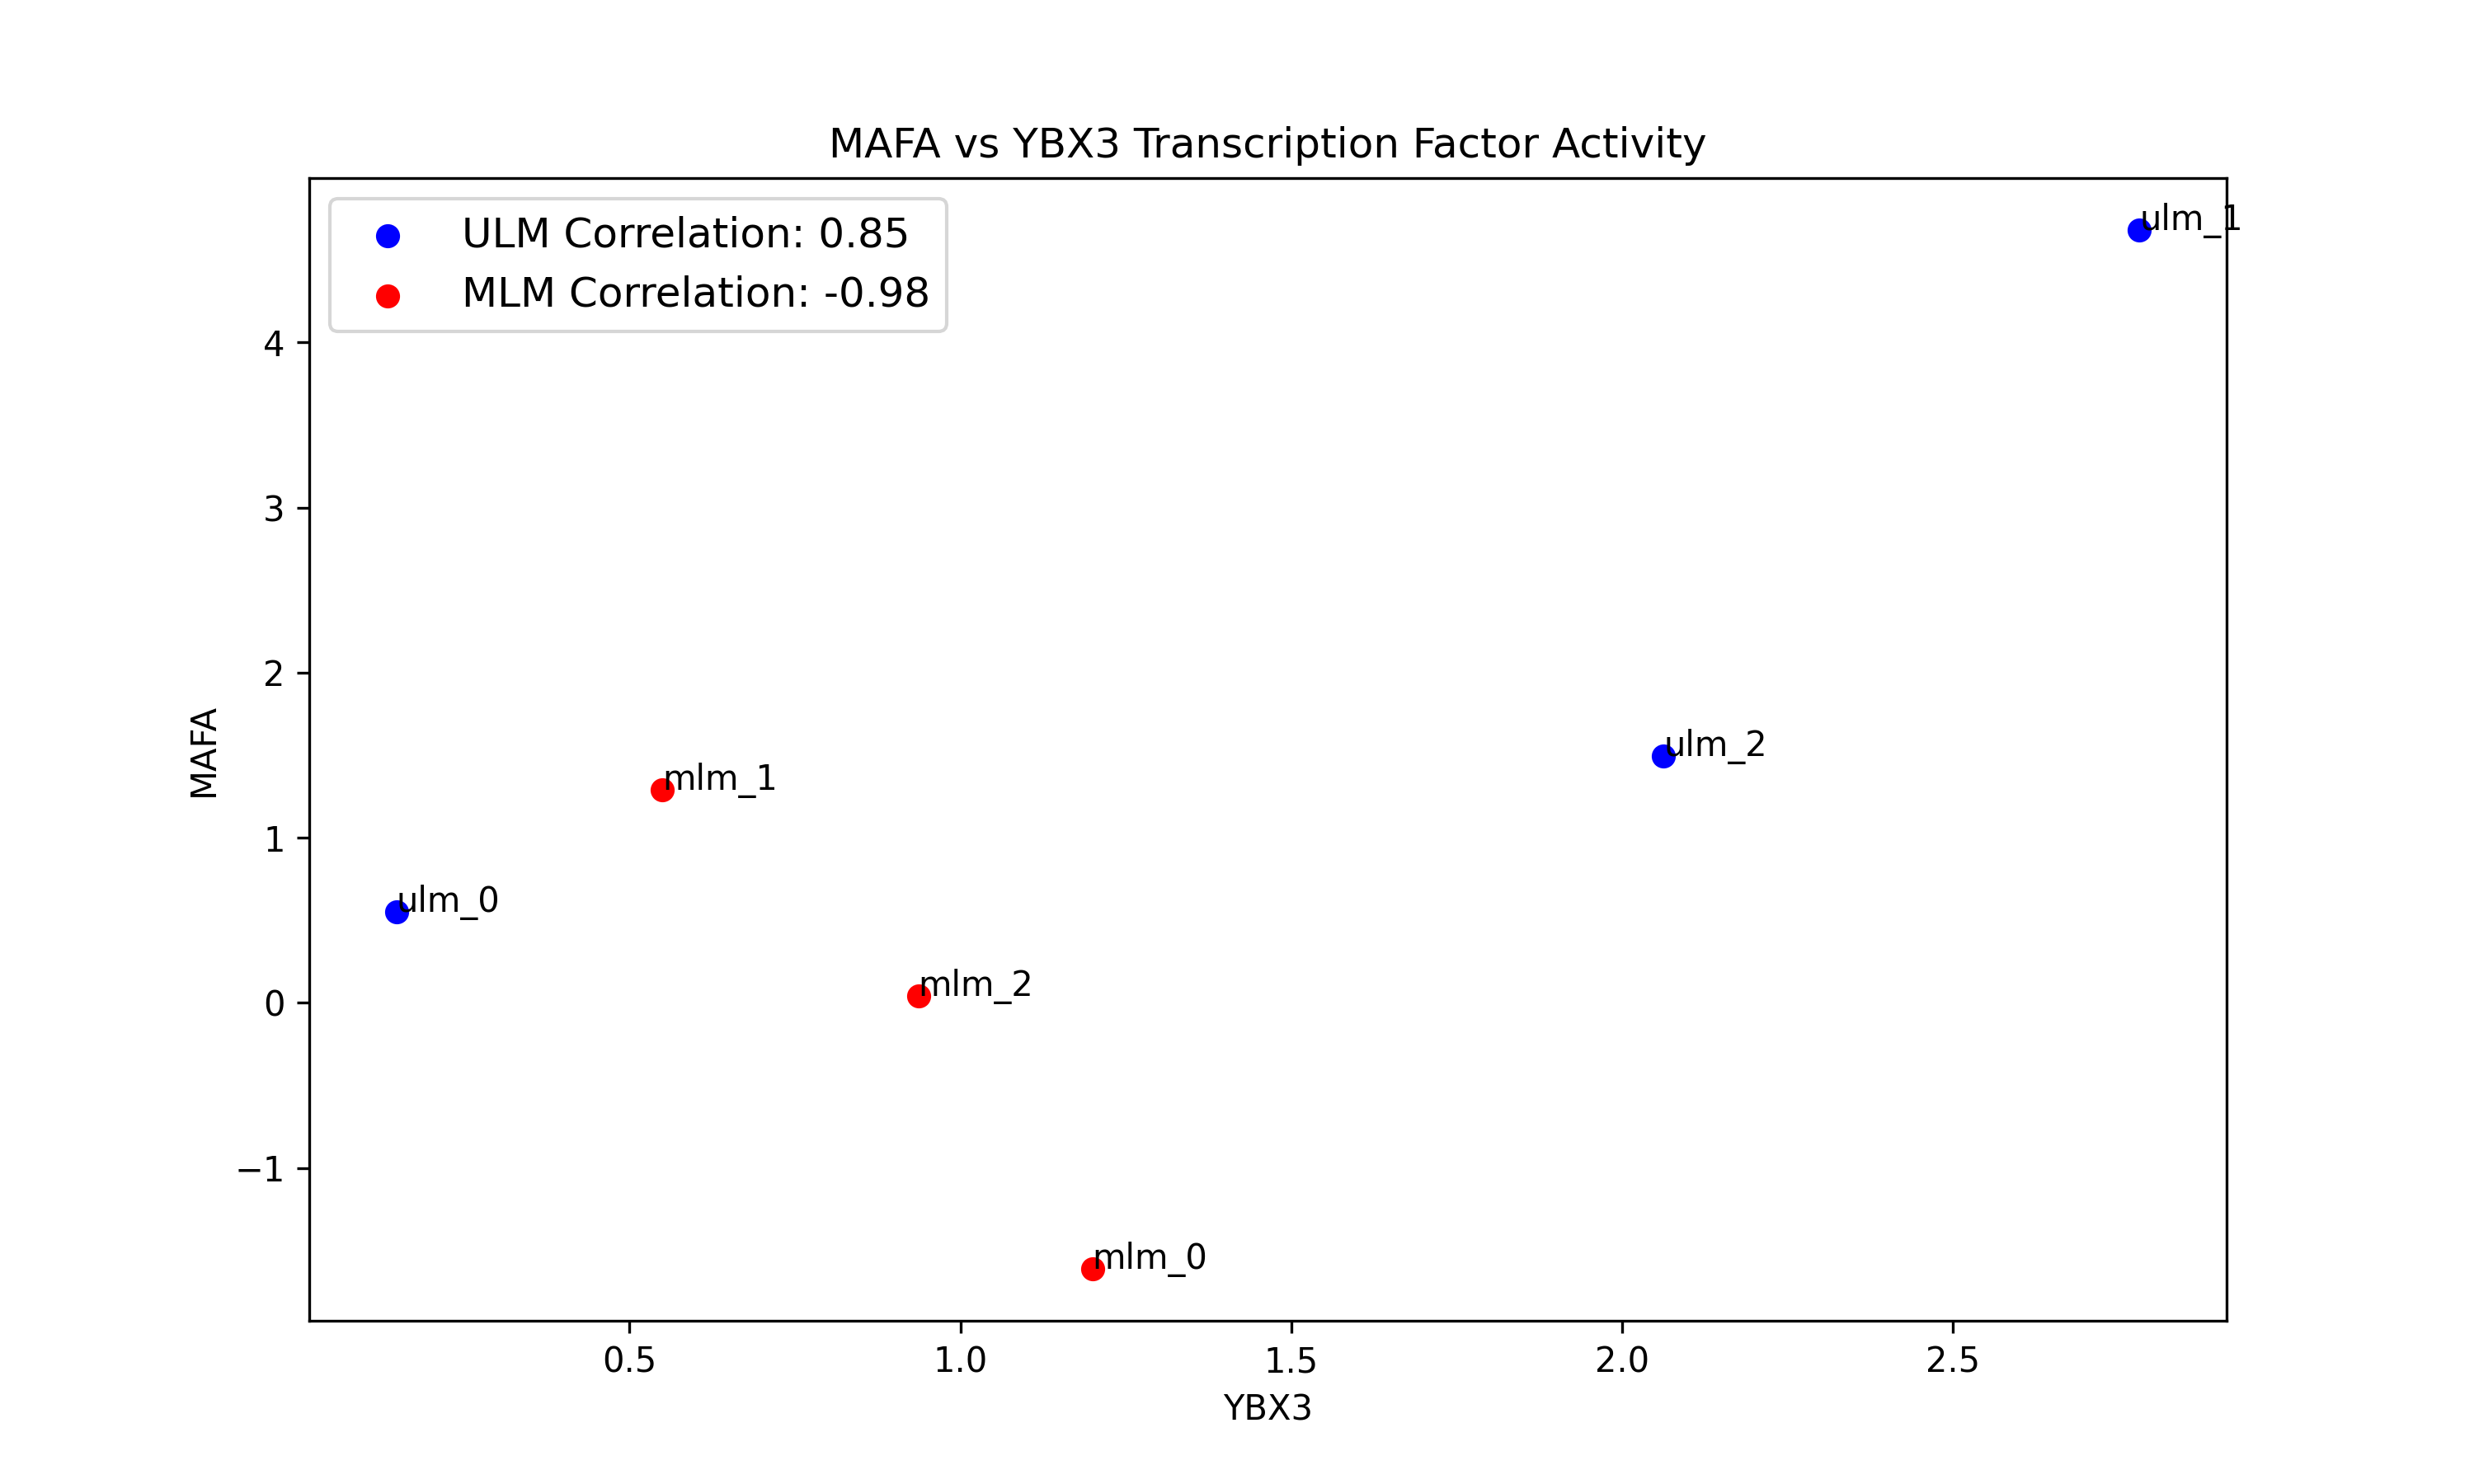 MAFA vs YBX3 Transcription Factor Activity
ULM Correlation: 0.85
MLM Correlation: -0.98
ulm_1
4
3
2
ulm_2
mlm_1
MAFA
1
ulm_0
mlm_2
0
−1
mlm_0
0.5 1.0 1.5 2.0 2.5
YBX3